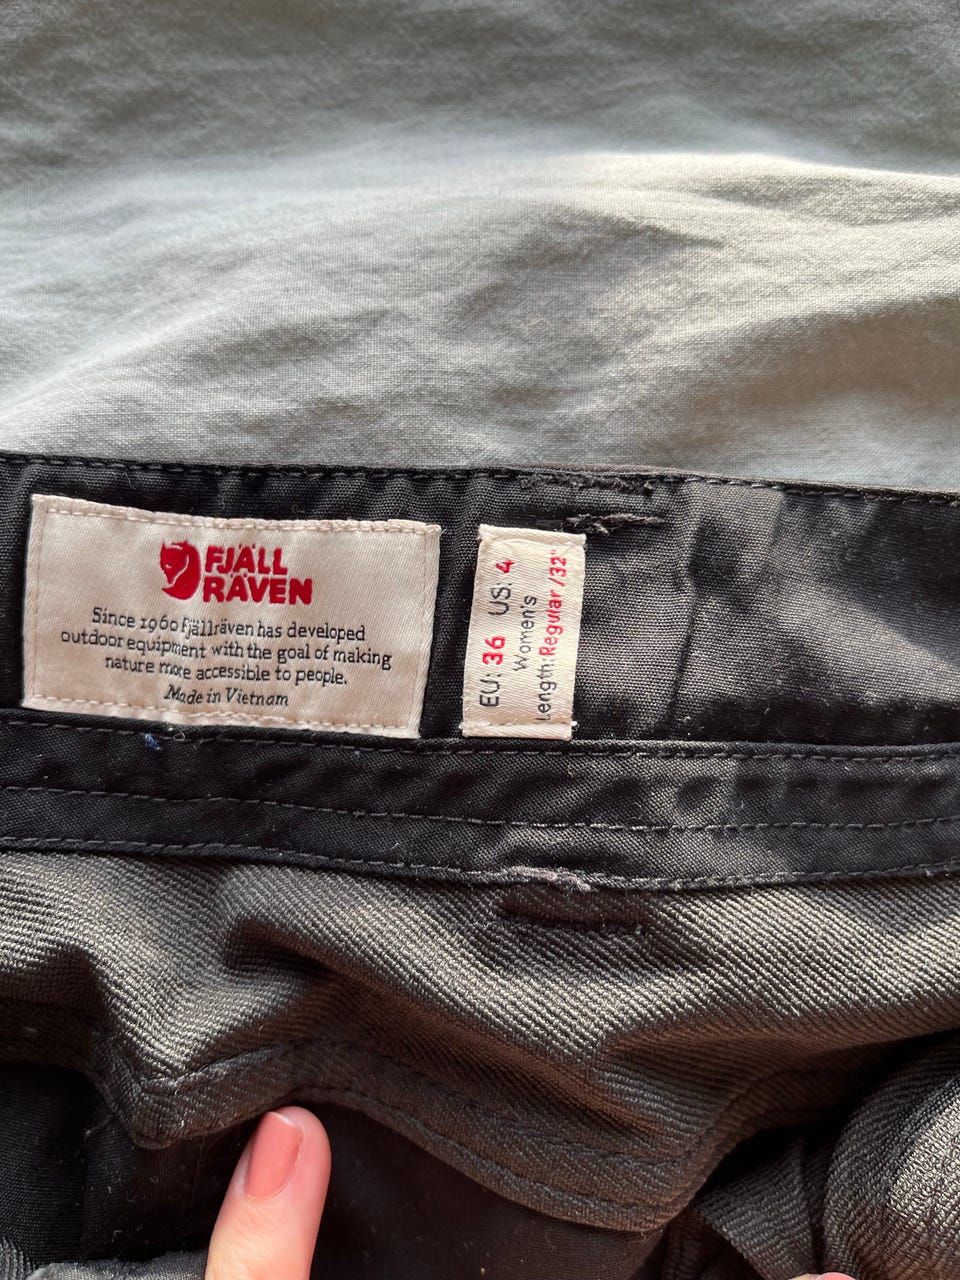 FJÄLL
RÄVEN
Since 1960 Fjällräven has developed
outdoor equipment with the goal of making
nature more accessible to people.
Made in Vietnam
EU: 36 US: 4
Women's
Length: Regular /32"